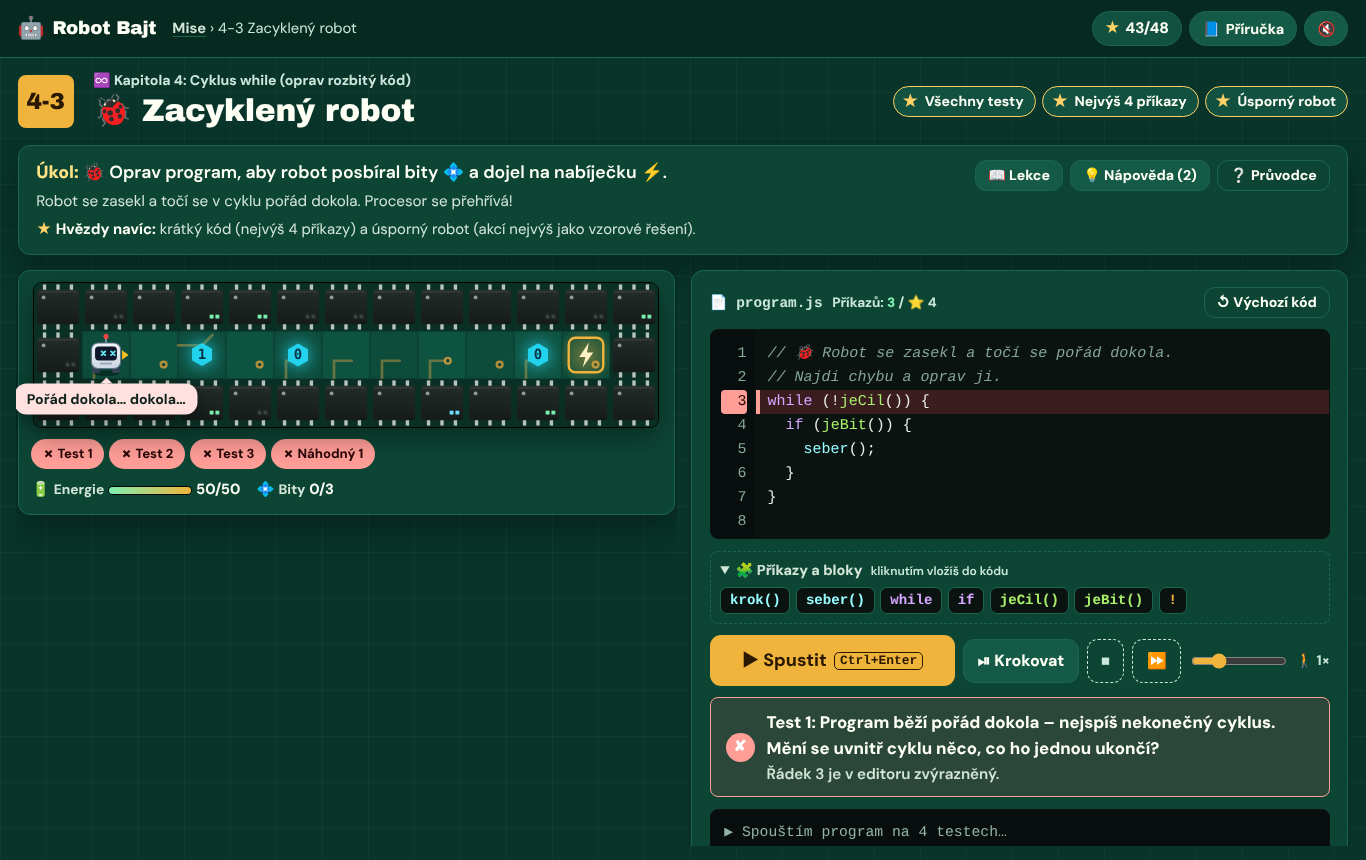 Robot Bajt
Mise › 4-3 Zacyklený robot
★ 43/48
Příručka
4-3
Kapitola 4: Cyklus while (oprav rozbitý kód)
Zacyklený robot
★ Všechny testy
★ Nejvýš 4 příkazy
★ Úsporný robot
Úkol: 🐞 Oprav program, aby robot posbíral bity 💠 a dojel na nabíječku ⚡.
Robot se zasekl a točí se v cyklu pořád dokola. Procesor se přehřívá!
★ Hvězdy navíc: krátký kód (nejvýš 4 příkazy) a úsporný robot (akcí nejvýš jako vzorové řešení).
📖 Lekce
💡 Nápověda (2)
❔ Průvodce
1
0
0
Pořád dokola… dokola…
✖ Test 1
✖ Test 2
✖ Test 3
✖ Náhodný 1
🔋 Energie 50/50
💠 Bity 0/3
program.js
Příkazů: 3 / ⭐ 4
↺ Výchozí kód
1 // 🐞 Robot se zasekl a točí se pořád dokola.
2 // Najdi chybu a oprav ji.
3 while (!jeCil()) {
4 if (jeBit()) {
5 seber();
6 }
7 }
8
▼ 🧩 Příkazy a bloky kliknutím vložíš do kódu
krok()
seber()
while
if
jeCil()
jeBit()
!
▶ Spustit Ctrl+Enter
⏯ Krokovat
1×
Test 1: Program běží pořád dokola – nejspíš nekonečný cyklus.
Mění se uvnitř cyklu něco, co ho jednou ukončí?
Řádek 3 je v editoru zvýrazněný.
▶ Spouštím program na 4 testech…